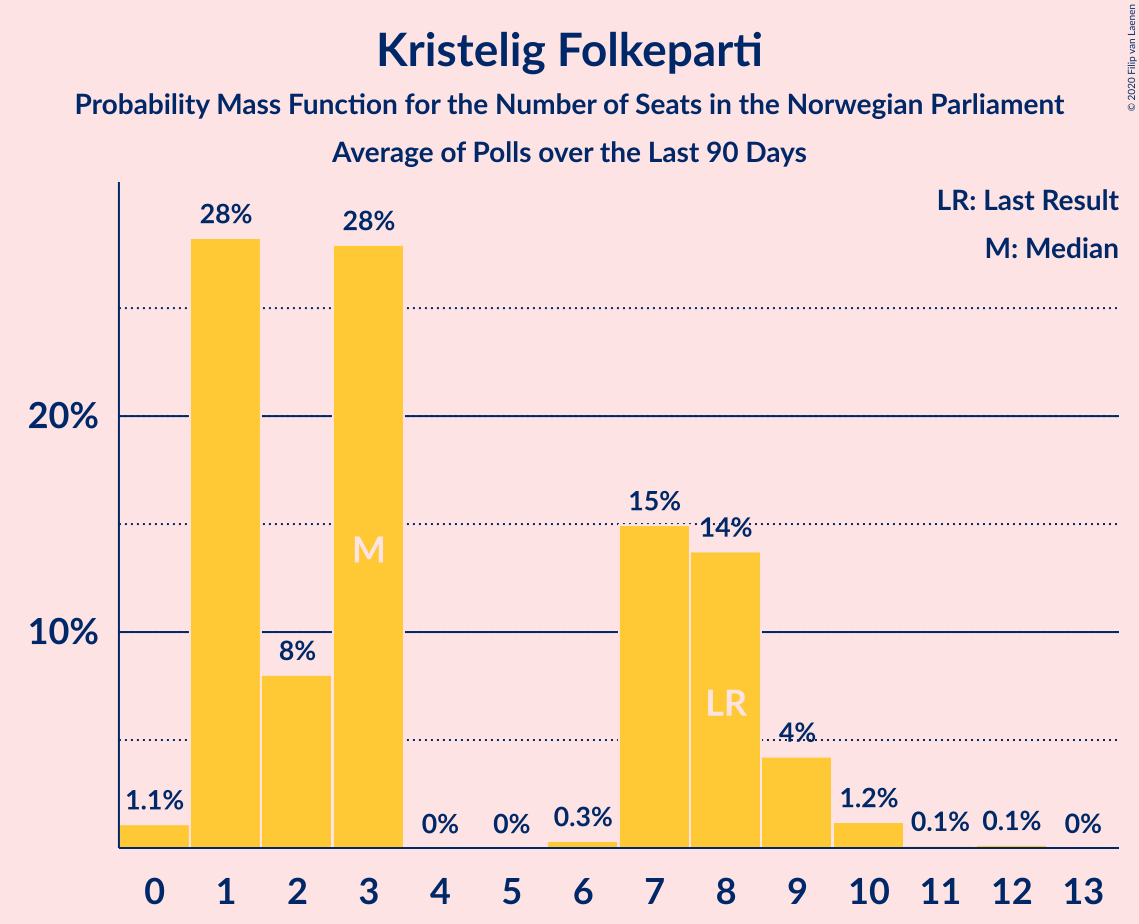 Kristelig Folkeparti
Probability Mass Function for the Number of Seats in the Norwegian Parliament
Average of Polls over the Last 90 Days
© 2020 Filip van Laenen
LR: Last Result
M: Median
28%
28%
20%
15%
14%
M
10%
8%
LR
4%
1.1%
0%
0%
0.3%
1.2%
0.1%
0.1%
0%
0 1 2 3 4 5 6 7 8 9 10 11 12 13